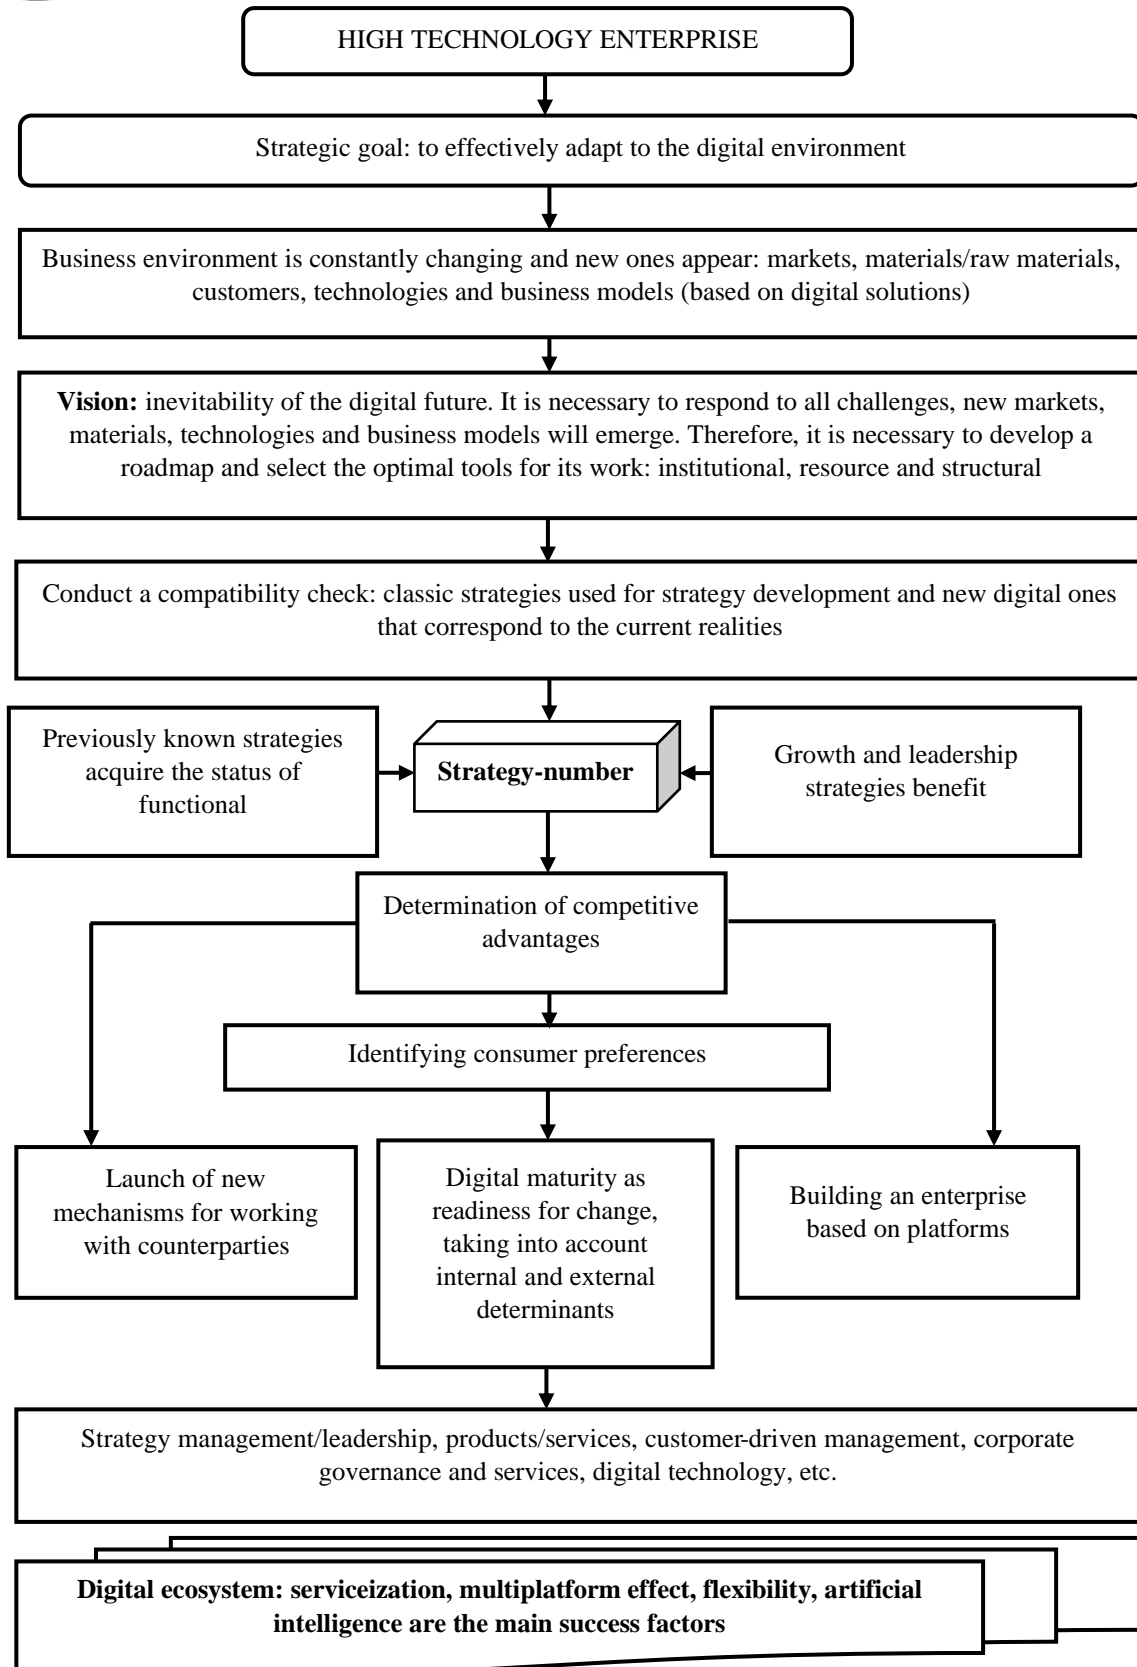 HIGH TECHNOLOGY ENTERPRISE
Strategic goal: to effectively adapt to the digital environment
Business environment is constantly changing and new ones appear: markets, materials/raw materials,
customers, technologies and business models (based on digital solutions)
Vision: inevitability of the digital future. It is necessary to respond to all challenges, new markets,
materials, technologies and business models will emerge. Therefore, it is necessary to develop a
roadmap and select the optimal tools for its work: institutional, resource and structural
Conduct a compatibility check: classic strategies used for strategy development and new digital ones
that correspond to the current realities
Previously known strategies
acquire the status of
functional
Strategy-number
Growth and leadership
strategies benefit
Determination of competitive
advantages
Identifying consumer preferences
Launch of new
mechanisms for working
with counterparties
Digital maturity as
readiness for change,
taking into account
internal and external
determinants
Building an enterprise
based on platforms
Strategy management/leadership, products/services, customer-driven management, corporate
governance and services, digital technology, etc.
Digital ecosystem: serviceization, multiplatform effect, flexibility, artificial
intelligence are the main success factors